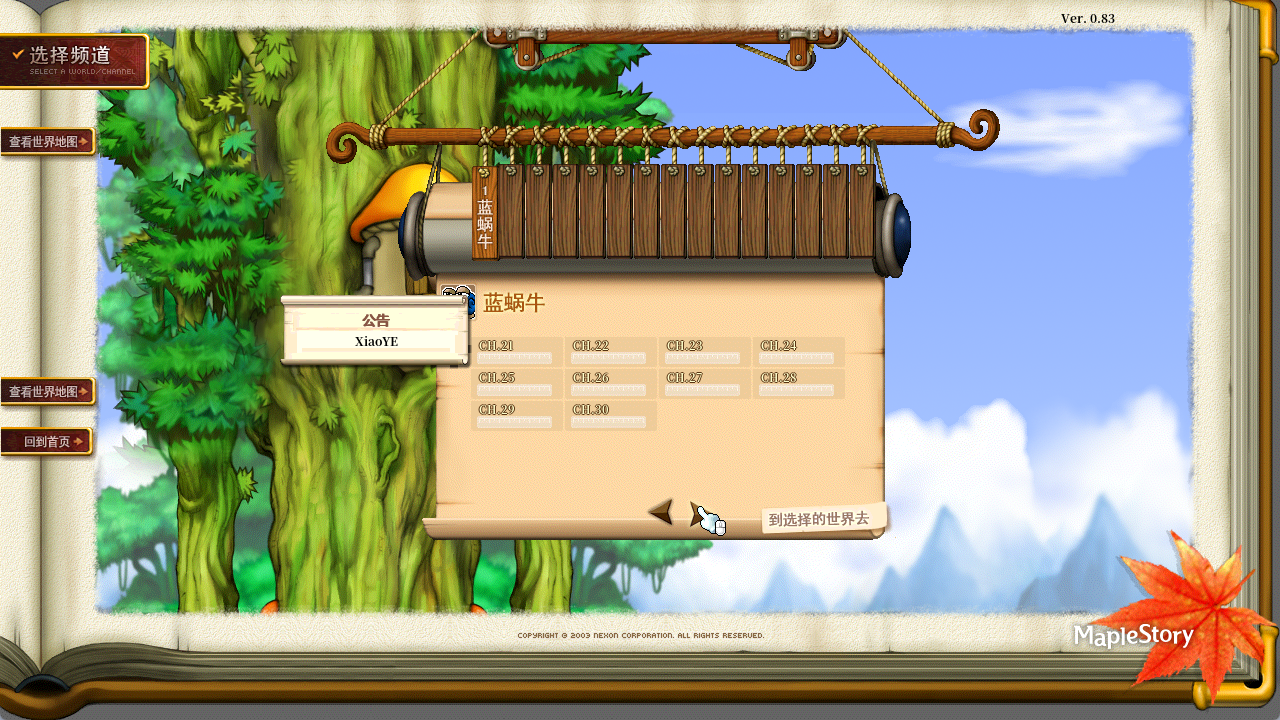 Ver. 0.83
选择频道
SELECT A WORLD/CHANNEL
查看世界地图
1
蓝蜗牛
蓝蜗牛
公告
XiaoYE
CH.21 CH.22 CH.23 CH.24
CH.25 CH.26 CH.27 CH.28
CH.29 CH.30
查看世界地图
回到首页
到选择的世界去
COPYRIGHT @ 2003 NEXON CORPORATION. ALL RIGHTS RESERVED.
MapleStory